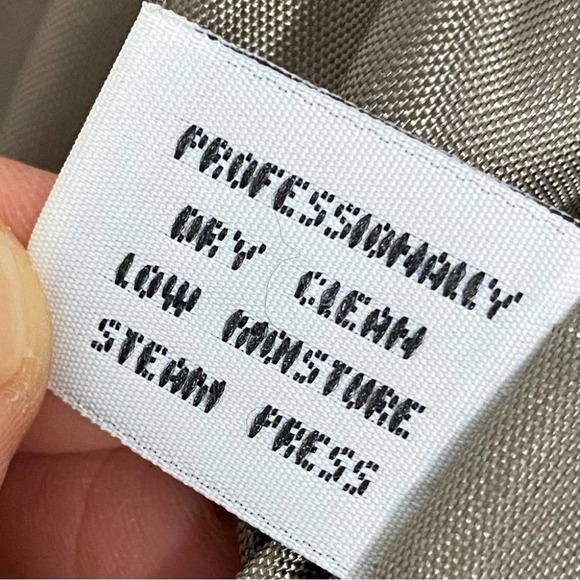 PROFESSIONALLY
DRY CLEAN
LOW MOISTURE
STEAM PRESS